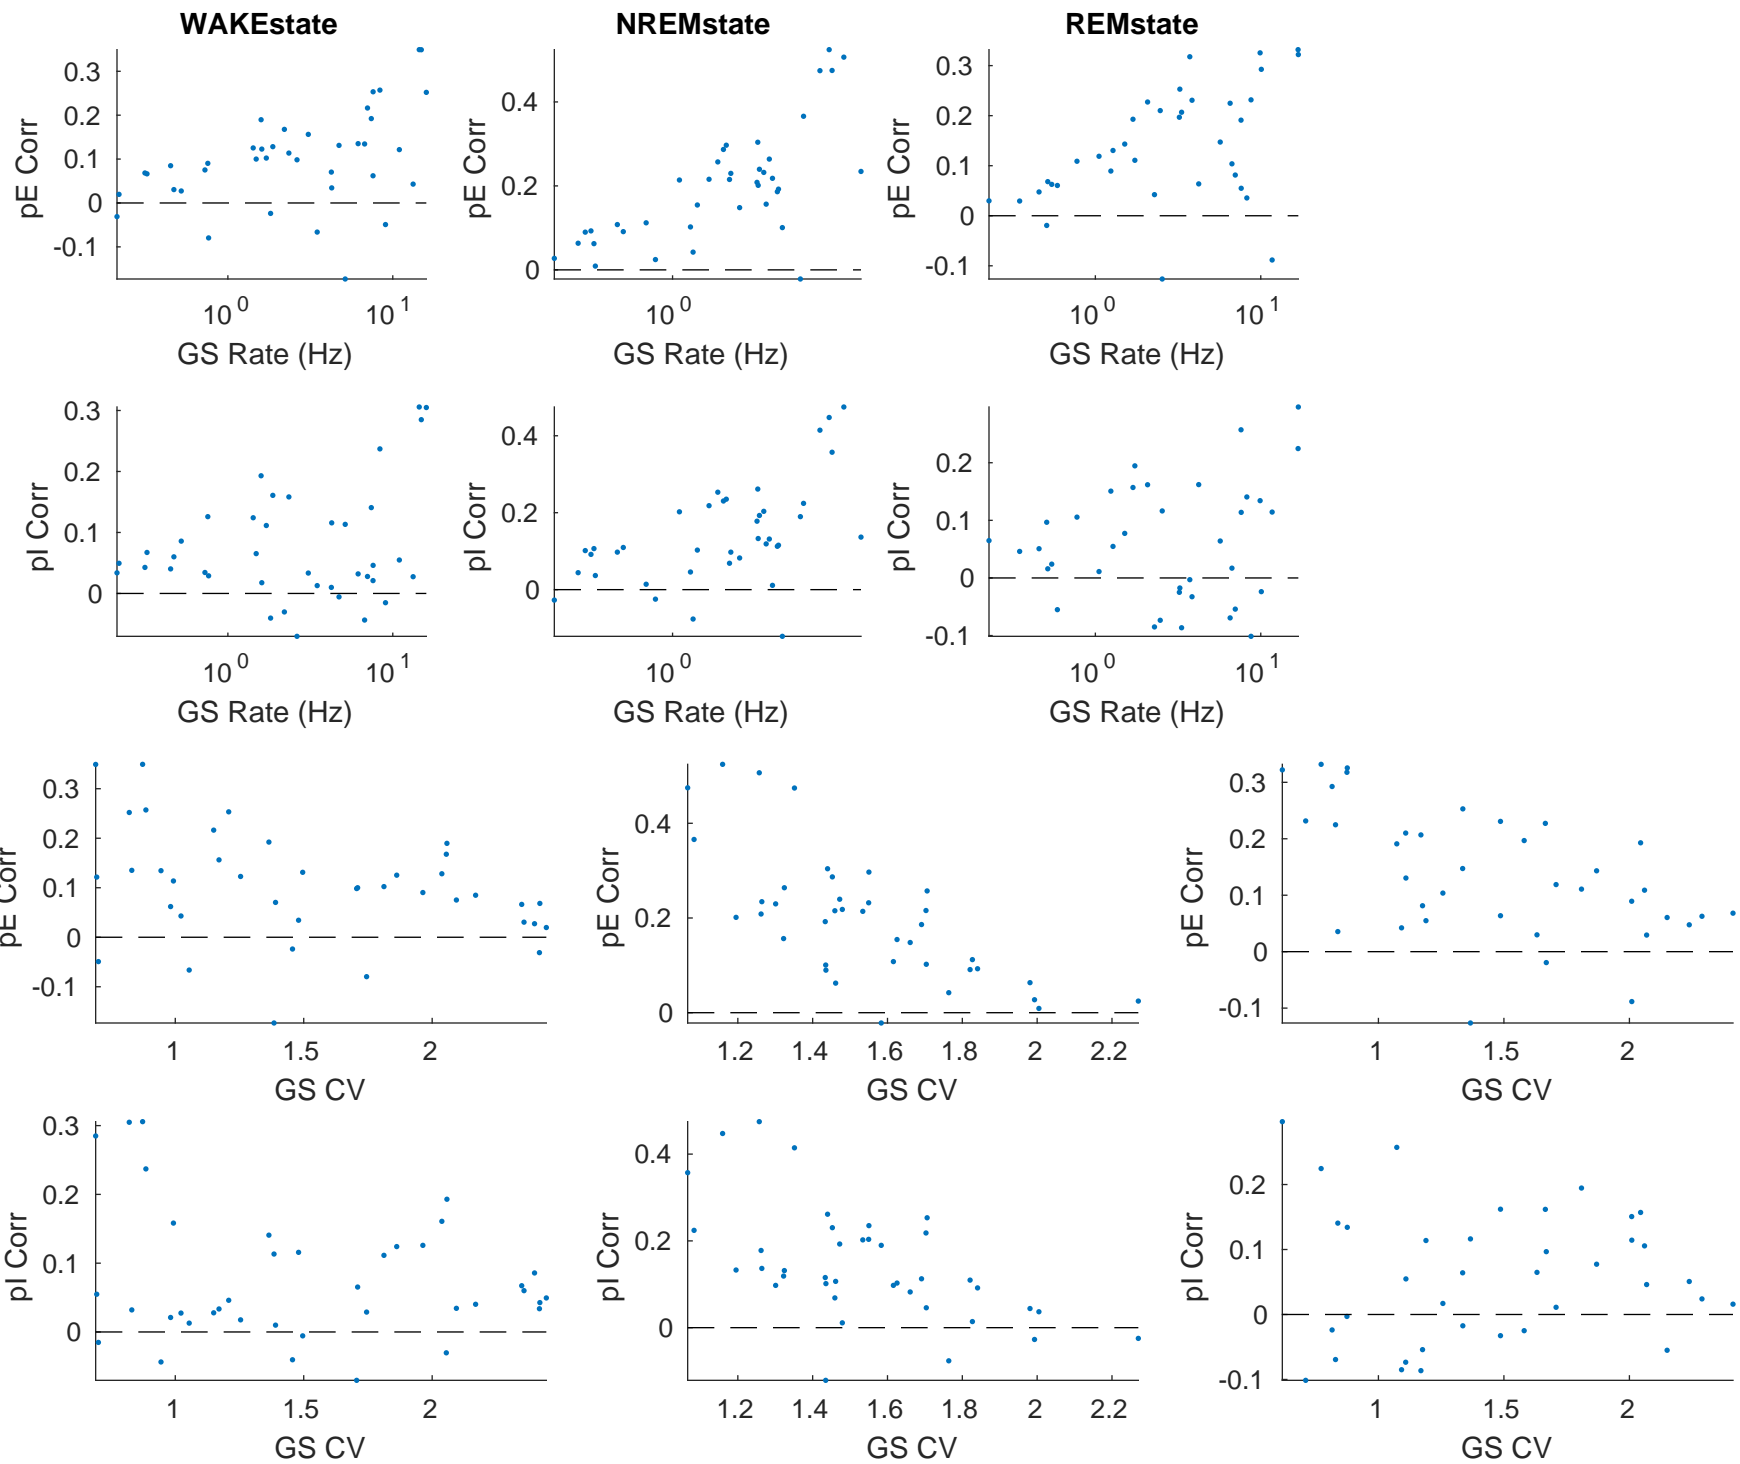 WAKEstate NREMstate REMstate
pE Corr 0.3 0.2 0.1 0 -0.1
10^0 10^1
GS Rate (Hz)
pE Corr 0.4 0.2 0
10^0
GS Rate (Hz)
pE Corr 0.3 0.2 0.1 0 -0.1
10^0 10^1
GS Rate (Hz)
pI Corr 0.3 0.2 0.1 0
10^0 10^1
GS Rate (Hz)
pI Corr 0.4 0.2 0
10^0
GS Rate (Hz)
pI Corr 0.2 0.1 0 -0.1
10^0 10^1
GS Rate (Hz)
pE Corr 0.3 0.2 0.1 0 -0.1
1 1.5 2
GS CV
pE Corr 0.4 0.2 0
1.2 1.4 1.6 1.8 2 2.2
GS CV
pE Corr 0.3 0.2 0.1 0 -0.1
1 1.5 2
GS CV
pI Corr 0.3 0.2 0.1 0
1 1.5 2
GS CV
pI Corr 0.4 0.2 0
1.2 1.4 1.6 1.8 2 2.2
GS CV
pI Corr 0.2 0.1 0 -0.1
1 1.5 2
GS CV